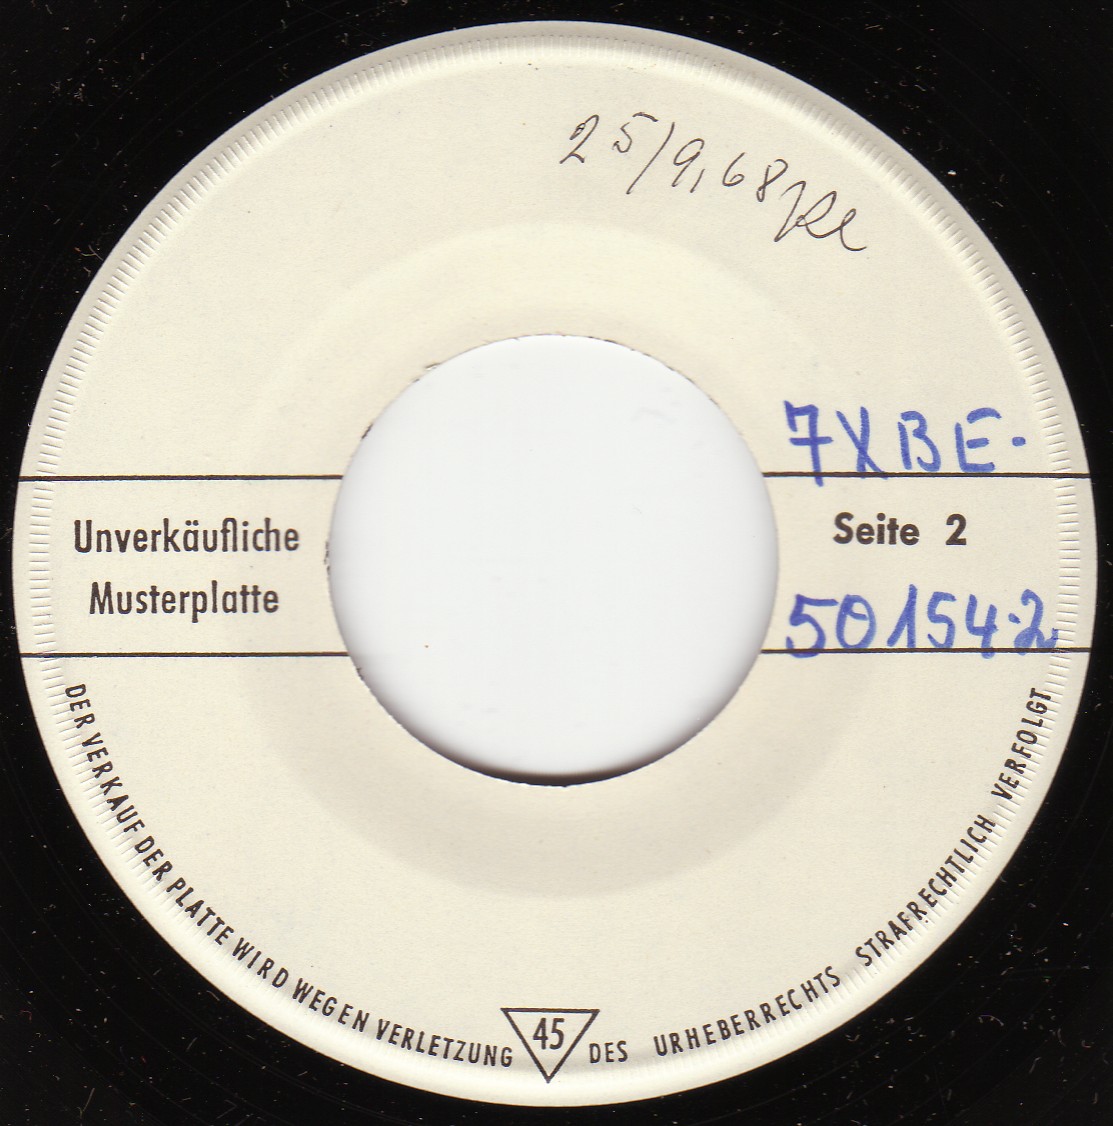 25/9,68
7XBE-
Unverkäufliche
Musterplatte
Seite 2
50154-2
DER VERKAUF DER PLATTE WIRD WEGEN VERLETZUNG DES URHEBERRECHTS STRAFRECHTLICH VERFOLGT
45